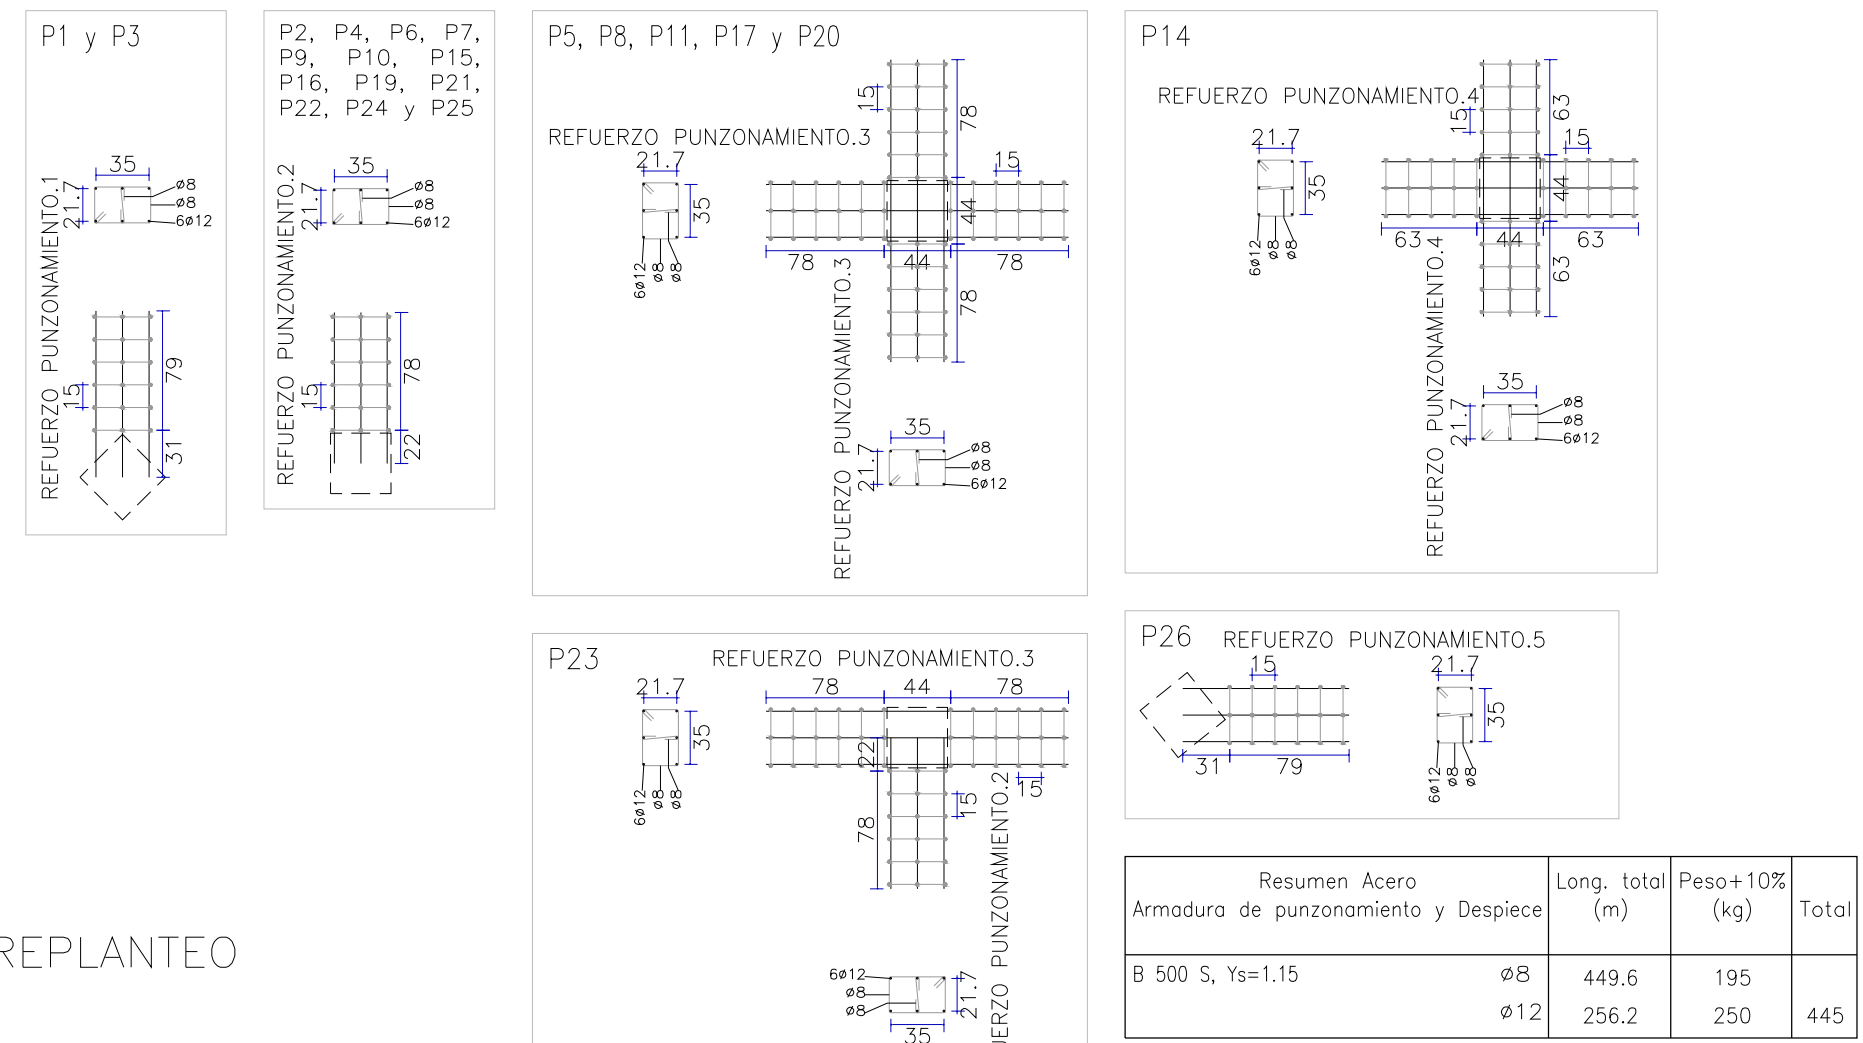 P1 y P3
35
21.7
ø8
ø8
6ø12
REFUERZO PUNZONAMIENTO.1
15
79
31
P2, P4, P6, P7,
P9, P10, P15,
P16, P19, P21,
P22, P24 y P25
35
21.7
ø8
ø8
6ø12
REFUERZO PUNZONAMIENTO.2
15
78
22
P5, P8, P11, P17 y P20
REFUERZO PUNZONAMIENTO.3
21.7
35
6ø12
ø8
ø8
15
78
15
44
78
44
78
78
REFUERZO PUNZONAMIENTO.3
35
21.7
ø8
ø8
6ø12
P14
REFUERZO PUNZONAMIENTO.4
21.7
35
6ø12
ø8
ø8
15
63
15
44
63
44
63
63
REFUERZO PUNZONAMIENTO.4
35
21.7
ø8
ø8
6ø12
P23
REFUERZO PUNZONAMIENTO.3
21.7
35
6ø12
ø8
ø8
78
44
78
22
15
15
78
UERZO PUNZONAMIENTO.2
6ø12
ø8
ø8
21.7
35
P26
REFUERZO PUNZONAMIENTO.5
15
31
79
21.7
35
6ø12
ø8
ø8
REPLANTEO
Resumen Acero
Armadura de punzonamiento y Despiece
Long. total
(m)
Peso+10%
(kg)
Total
B 500 S, Ys=1.15 ø8 449.6 195
ø12 256.2 250 445